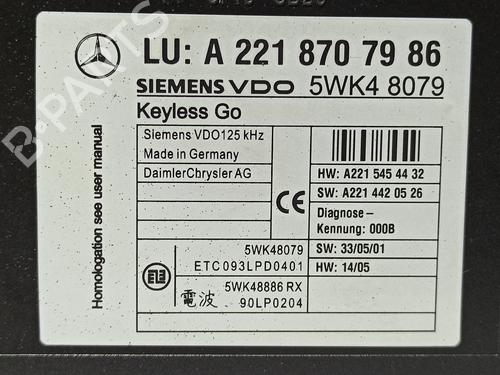 LU: A 221 870 79 86
SIEMENS VDO 5WK4 8079
Keyless Go
Siemens VDO125 kHz
Made in Germany
DaimlerChrysler AG
HW: A221 545 44 32
SW: A221 442 05 26
Diagnose -
Kennung: 000B
SW: 33/05/01
HW: 14/05
5WK48079
ETC093LPD0401
5WK48886 RX
電波 90LP0204
Homologation see user manual
CE
B-PARTS